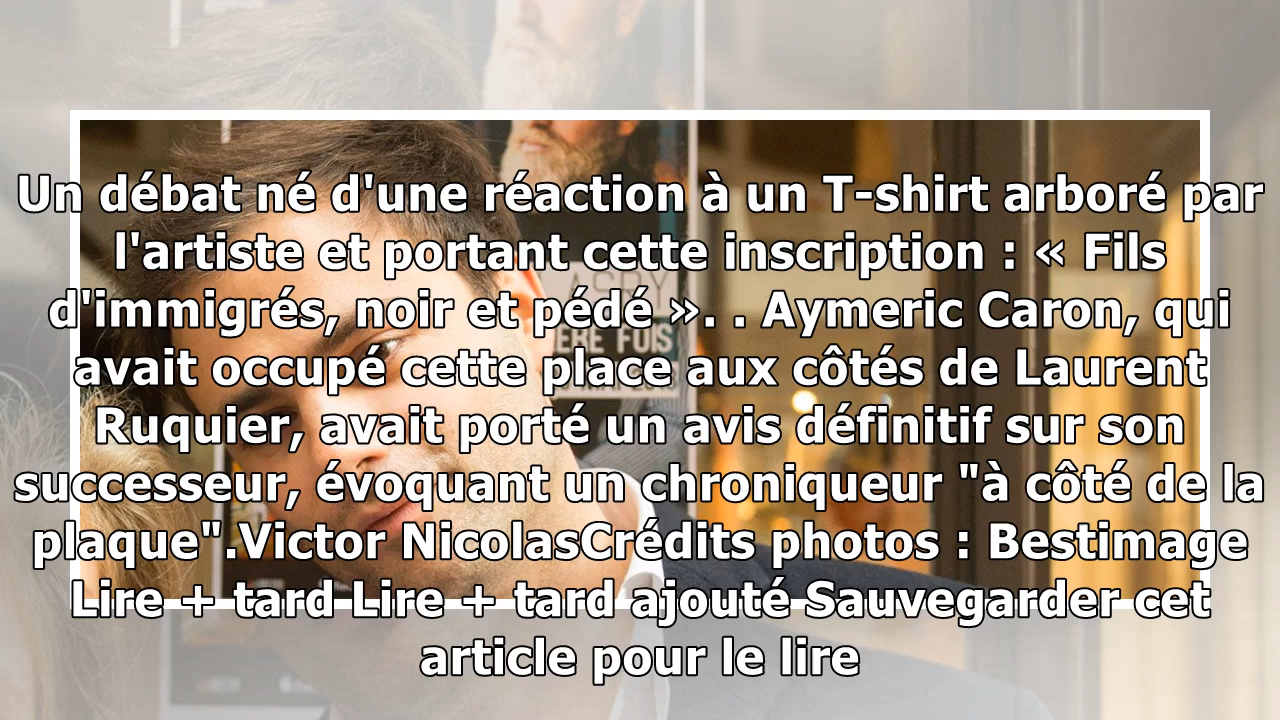 Un débat né d'une réaction à un T-shirt arboré par
l'artiste et portant cette inscription : « Fils
d'immigrés, noir et pédé ». . Aymeric Caron, qui
avait occupé cette place aux côtés de Laurent
Ruquier, avait porté un avis définitif sur son
successeur, évoquant un chroniqueur "à côté de la
plaque".Victor NicolasCrédits photos : Bestimage
Lire + tard Lire + tard ajouté Sauvegarder cet
article pour le lire